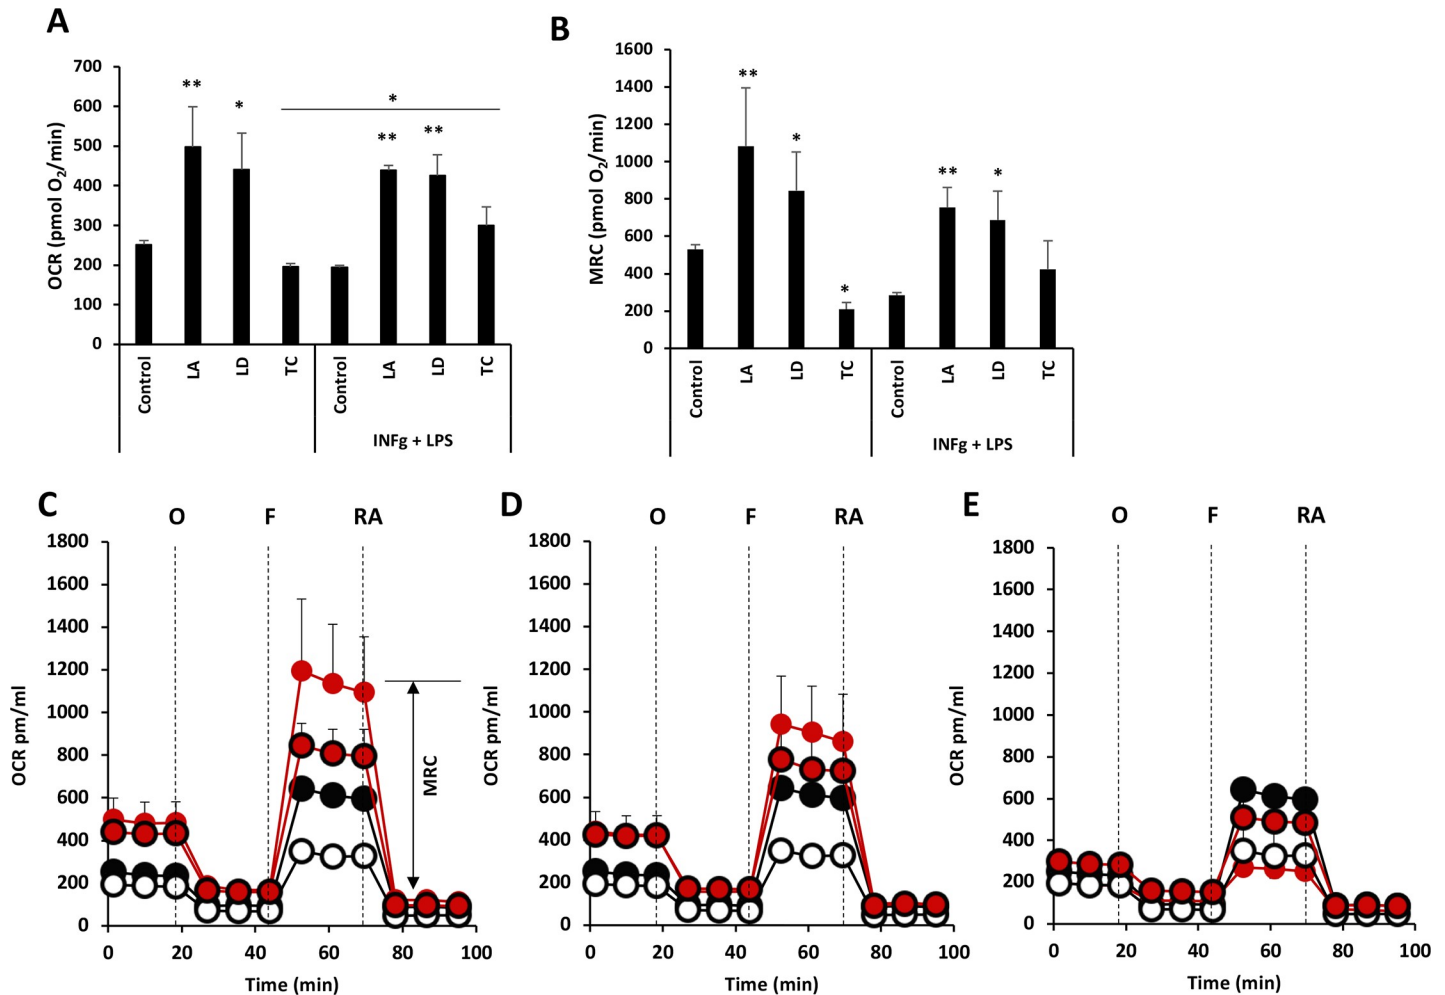 A
700
600
500
400
300
200
100
0
OCR (pmol O₂/min)
**
*
*
**
**
Control
LA
LD
TC
Control
LA
LD
TC
INFg + LPS
B
1600
1400
1200
1000
800
600
400
200
0
MRC (pmol O₂/min)
**
*
*
**
*
Control
LA
LD
TC
Control
LA
LD
TC
INFg + LPS
C
O
F
RA
1800
1600
1400
1200
1000
800
600
400
200
0
OCR pm/ml
MRC
0
20
40
60
80
100
Time (min)
D
O
F
RA
1800
1600
1400
1200
1000
800
600
400
200
0
OCR pm/ml
0
20
40
60
80
100
Time (min)
E
O
F
RA
1800
1600
1400
1200
1000
800
600
400
200
0
OCR pm/ml
0
20
40
60
80
100
Time (min)